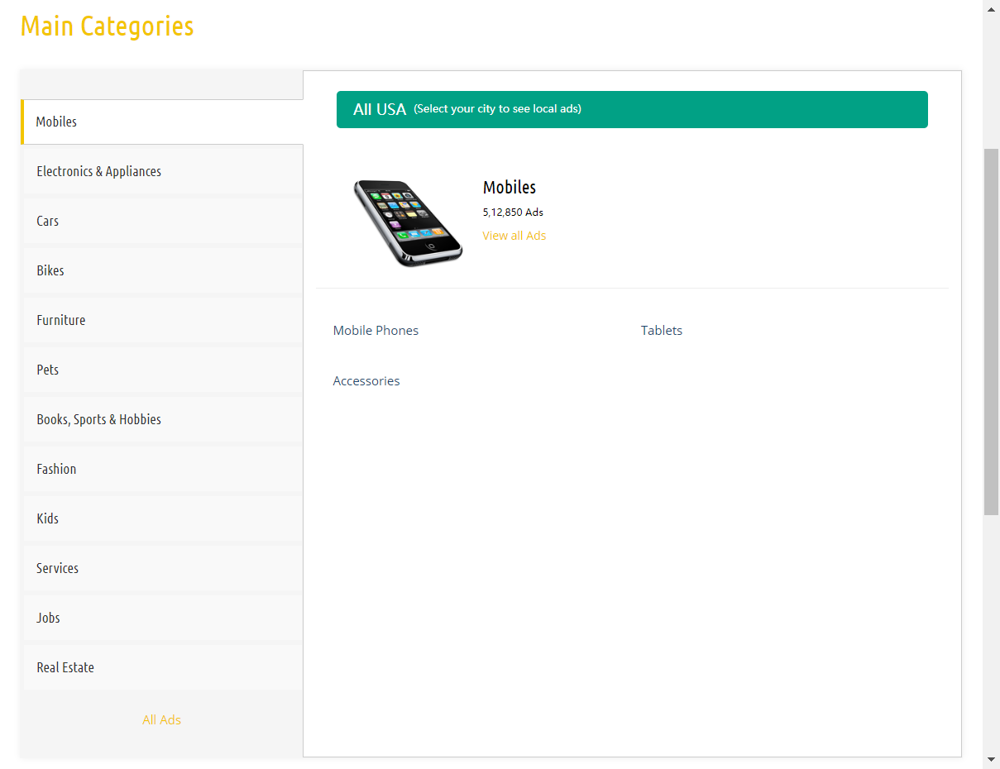 Main Categories
Mobiles
Electronics & Appliances
Cars
Bikes
Furniture
Pets
Books, Sports & Hobbies
Fashion
Kids
Services
Jobs
Real Estate
All Ads
All USA (Select your city to see local ads)
Mobiles
5,12,850 Ads
View all Ads
Mobile Phones
Tablets
Accessories